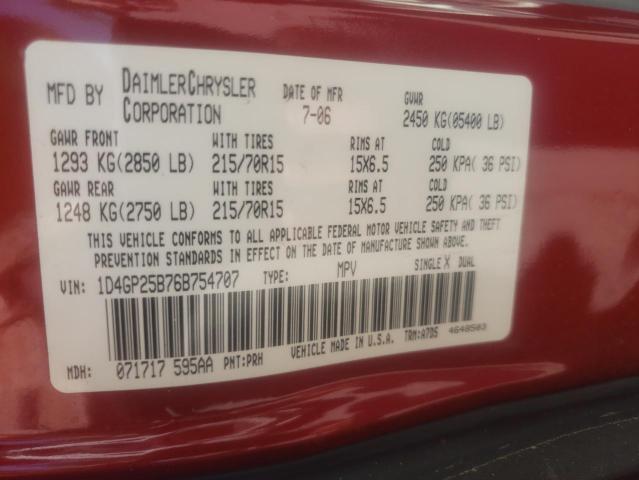 MFD BY DAIMLERCHRYSLER CORPORATION DATE OF MFR 7-06 GVWR 2450 KG(05400 LB)
GAWR FRONT WITH TIRES RIMS AT COLD
1293 KG(2850 LB) 215/70R15 15X6.5 250 KPA( 36 PSI)
GAWR REAR WITH TIRES RIMS AT COLD
1248 KG(2750 LB) 215/70R15 15X6.5 250 KPA( 36 PSI)
THIS VEHICLE CONFORMS TO ALL APPLICABLE FEDERAL MOTOR VEHICLE SAFETY AND THEFT
PREVENTION STANDARDS IN EFFECT ON THE DATE OF MANUFACTURE SHOWN ABOVE.
VIN: 1D4GP25B76B754707 TYPE: MPV SINGLE X DUAL
MDH: 071717 595AA PNT:PRH VEHICLE MADE IN U.S.A. TRM:A7DS 4648503